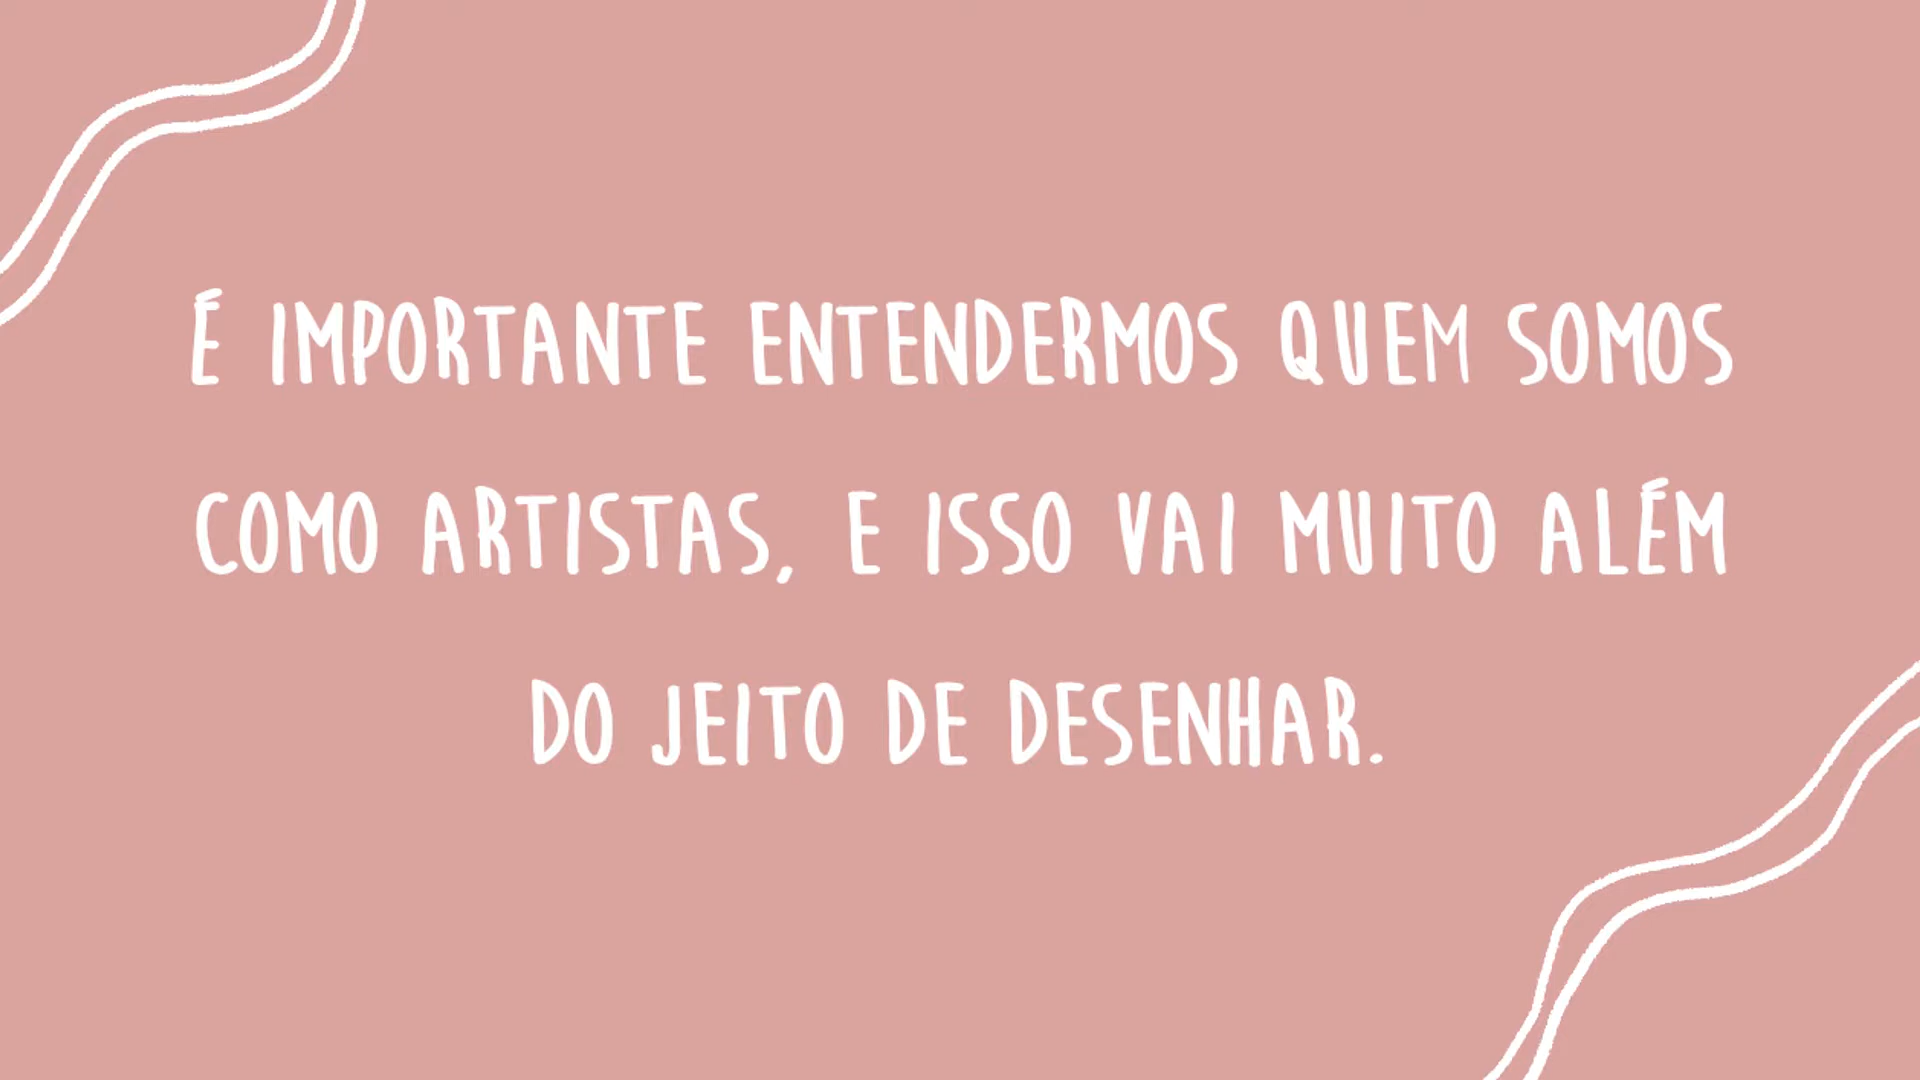 É IMPORTANTE ENTENDERMOS QUEM SOMOS
COMO ARTISTAS, E ISSO VAI MUITO ALÉM
DO JEITO DE DESENHAR.